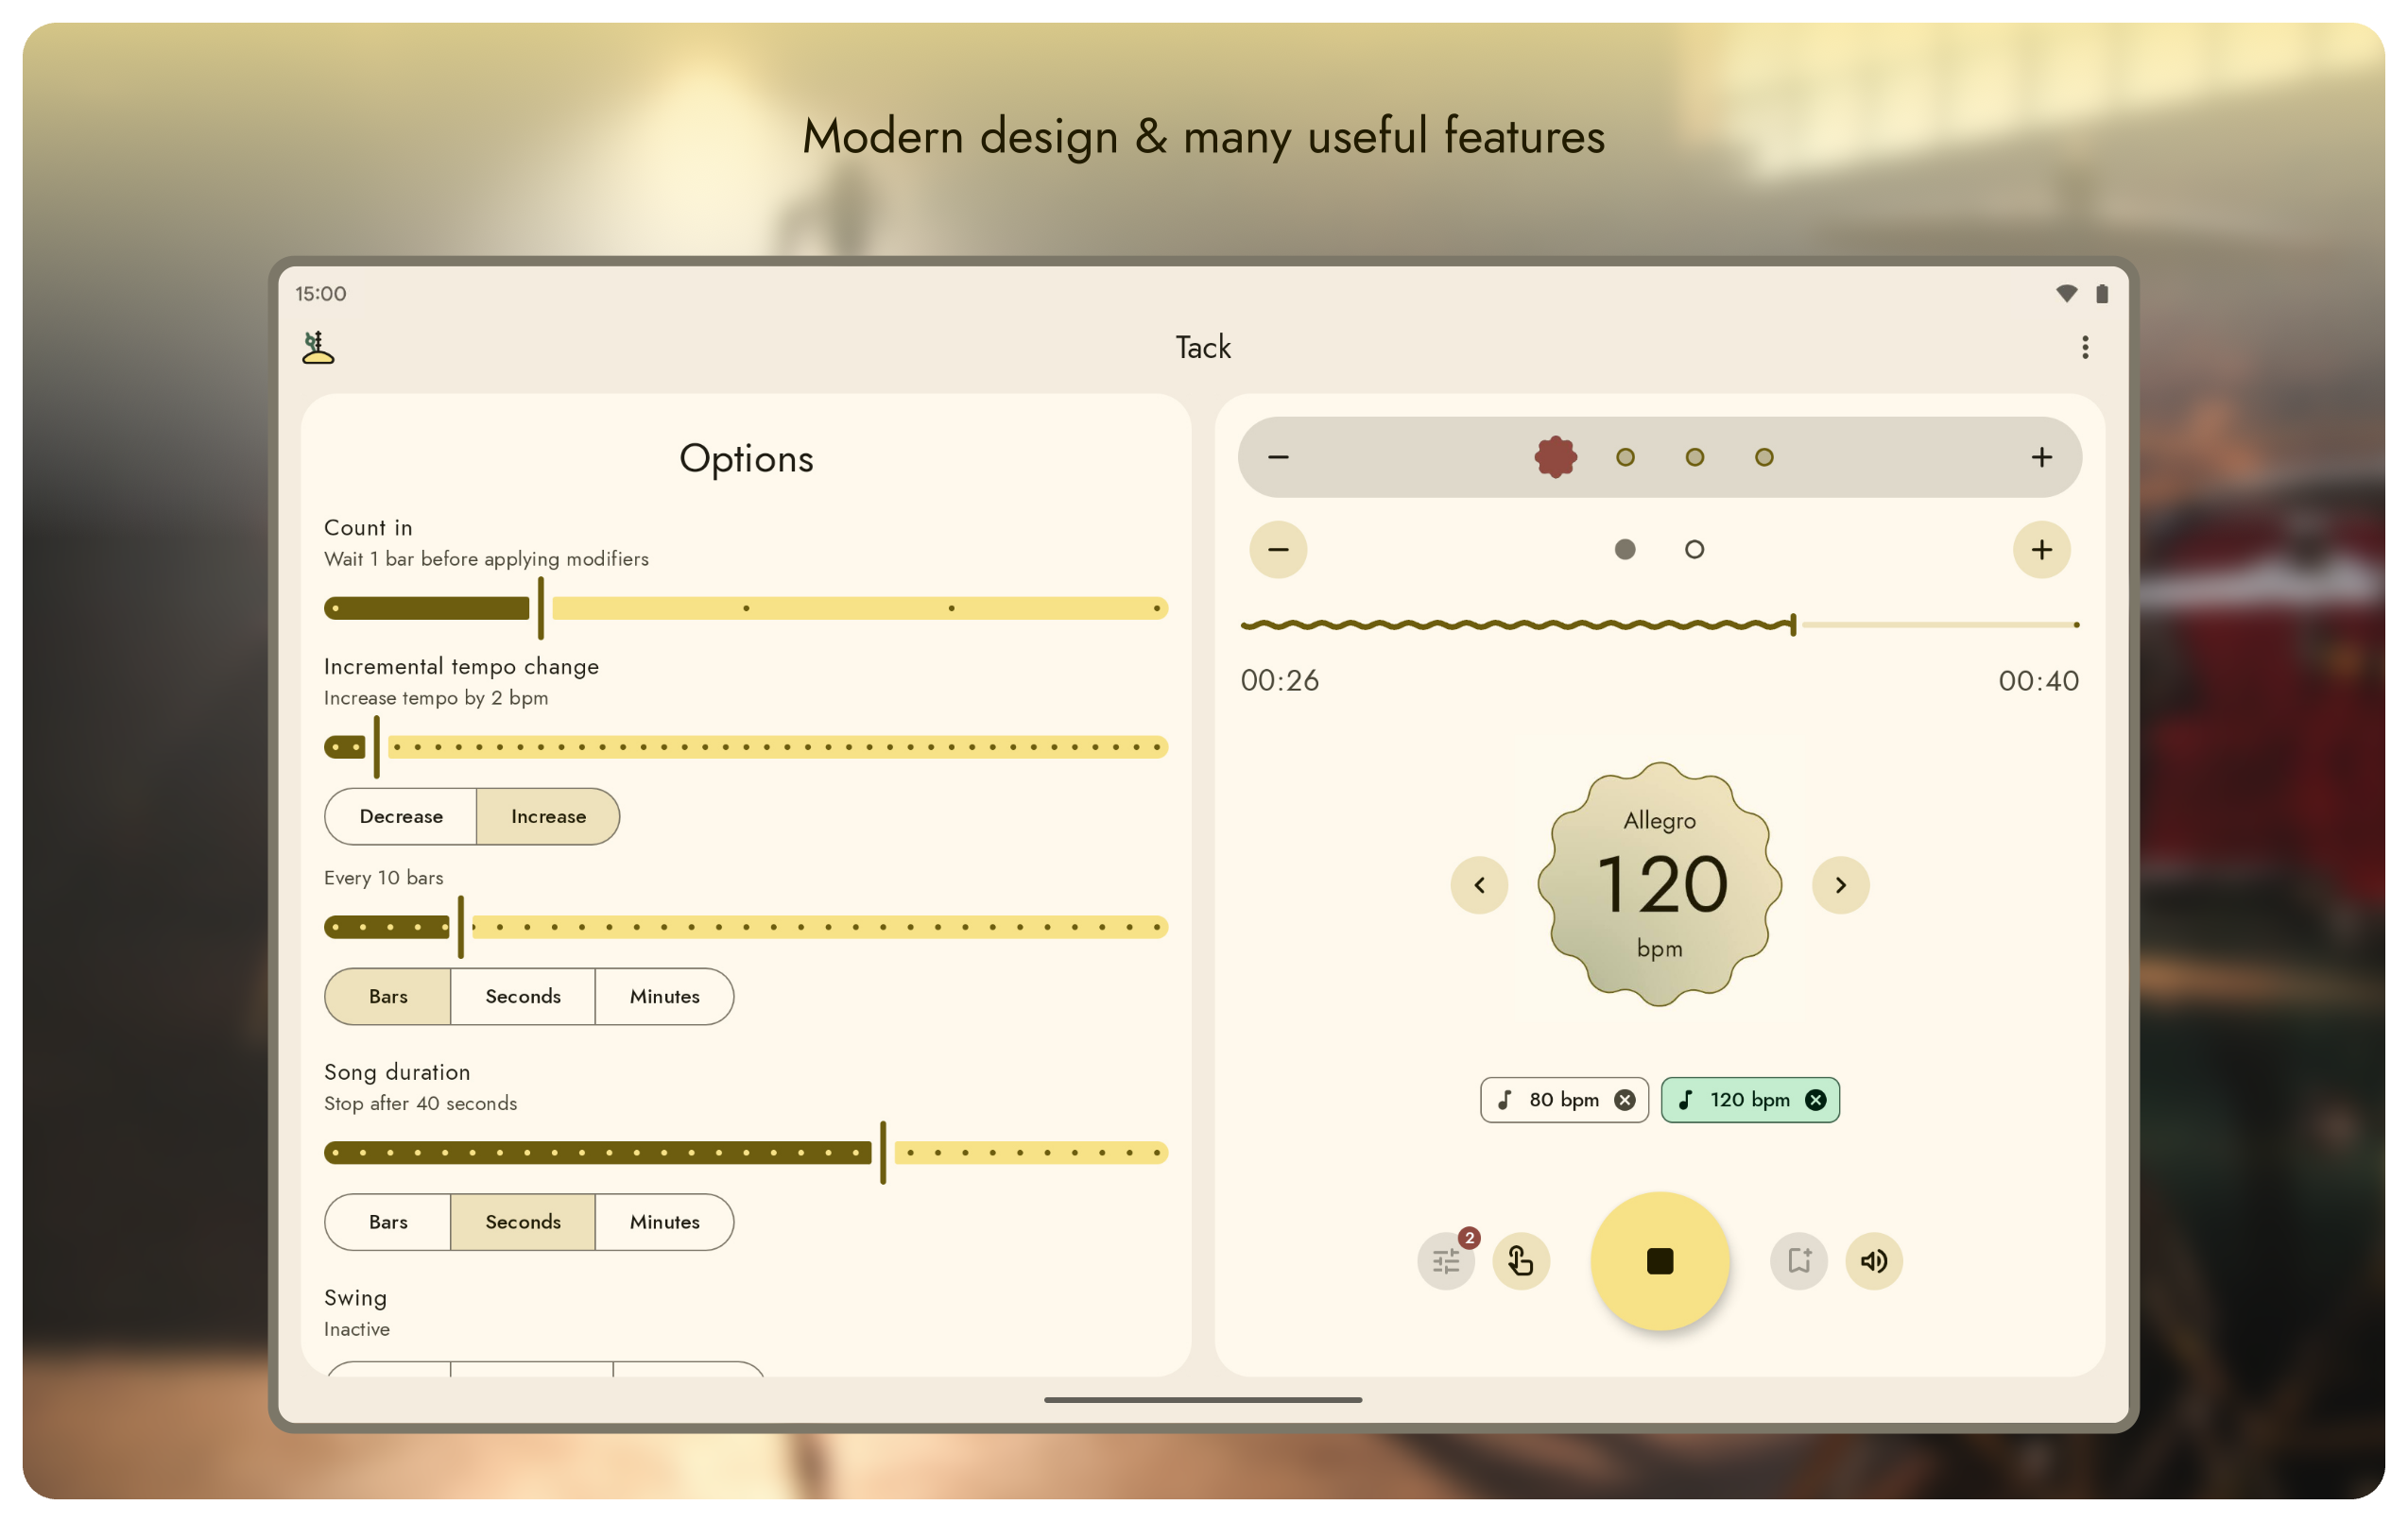 Modern design & many useful features
15:00
Tack
Options
Count in
Wait 1 bar before applying modifiers
Incremental tempo change
Increase tempo by 2 bpm
Decrease
Increase
Every 10 bars
Bars
Seconds
Minutes
Song duration
Stop after 40 seconds
Bars
Seconds
Minutes
Swing
Inactive
00:26
00:40
Allegro
120
bpm
80 bpm
120 bpm
2